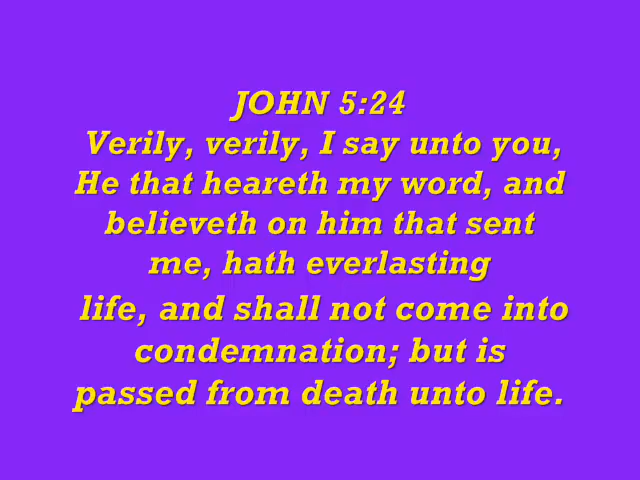 JOHN 5:24
Verily, verily, I say unto you,
He that heareth my word, and
believeth on him that sent
me, hath everlasting
life, and shall not come into
condemnation; but is
passed from death unto life.